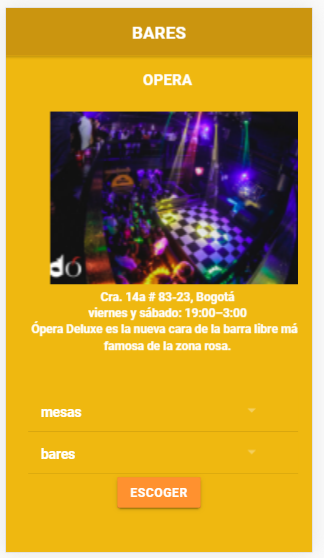 BARES
OPERA
dó
Cra. 14a # 83-23, Bogotá
viernes y sábado: 19:00–3:00
Ópera Deluxe es la nueva cara de la barra libre má
famosa de la zona rosa.
mesas
bares
ESCOGER